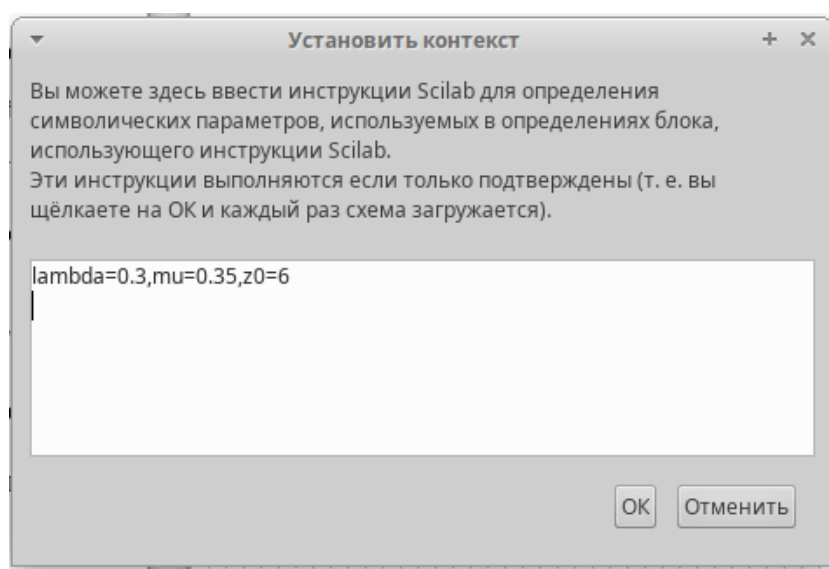 Установить контекст
Вы можете здесь ввести инструкции Scilab для определения
символических параметров, используемых в определениях блока,
использующего инструкции Scilab.
Эти инструкции выполняются если только подтверждены (т. е. вы
щёлкаете на ОК и каждый раз схема загружается).
lambda=0.3,mu=0.35,z0=6
ОК Отменить